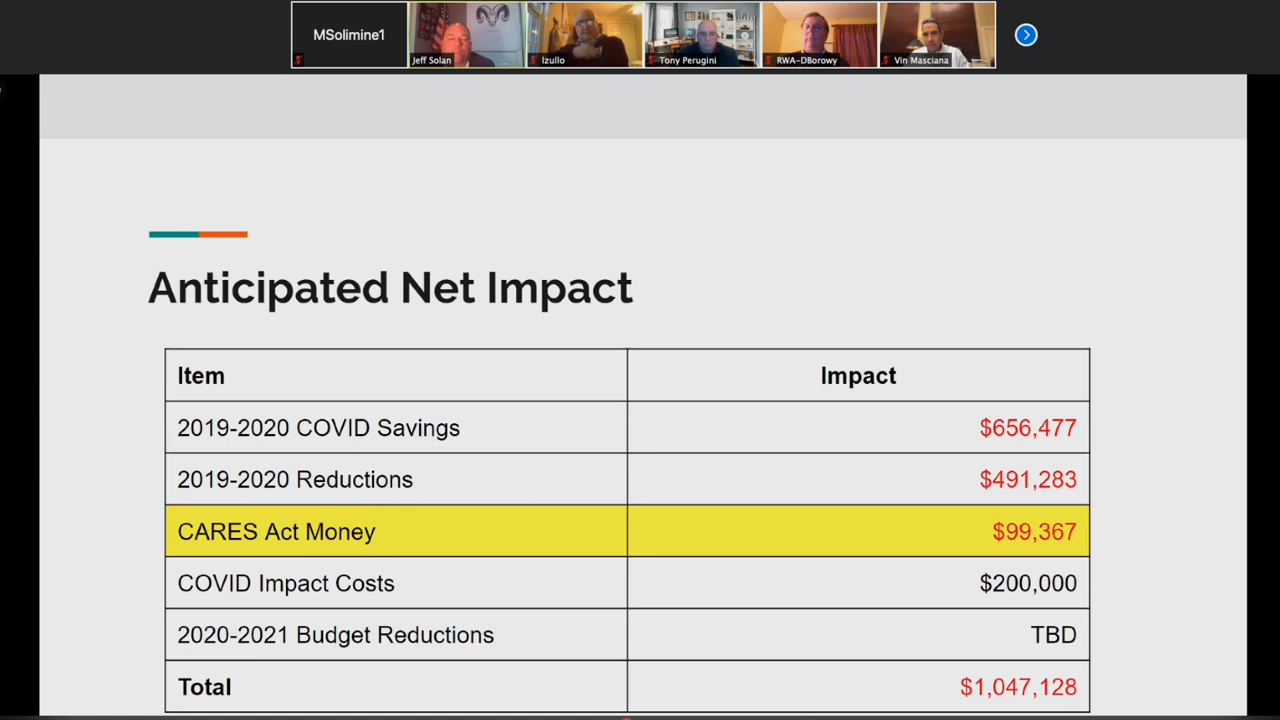 MSolimine1
Jeff Solan
lzullo
Tony Perugini
RWA-DBorowy
Vin Masciana
Anticipated Net Impact
Item Impact
2019-2020 COVID Savings $656,477
2019-2020 Reductions $491,283
CARES Act Money $99,367
COVID Impact Costs $200,000
2020-2021 Budget Reductions TBD
Total $1,047,128